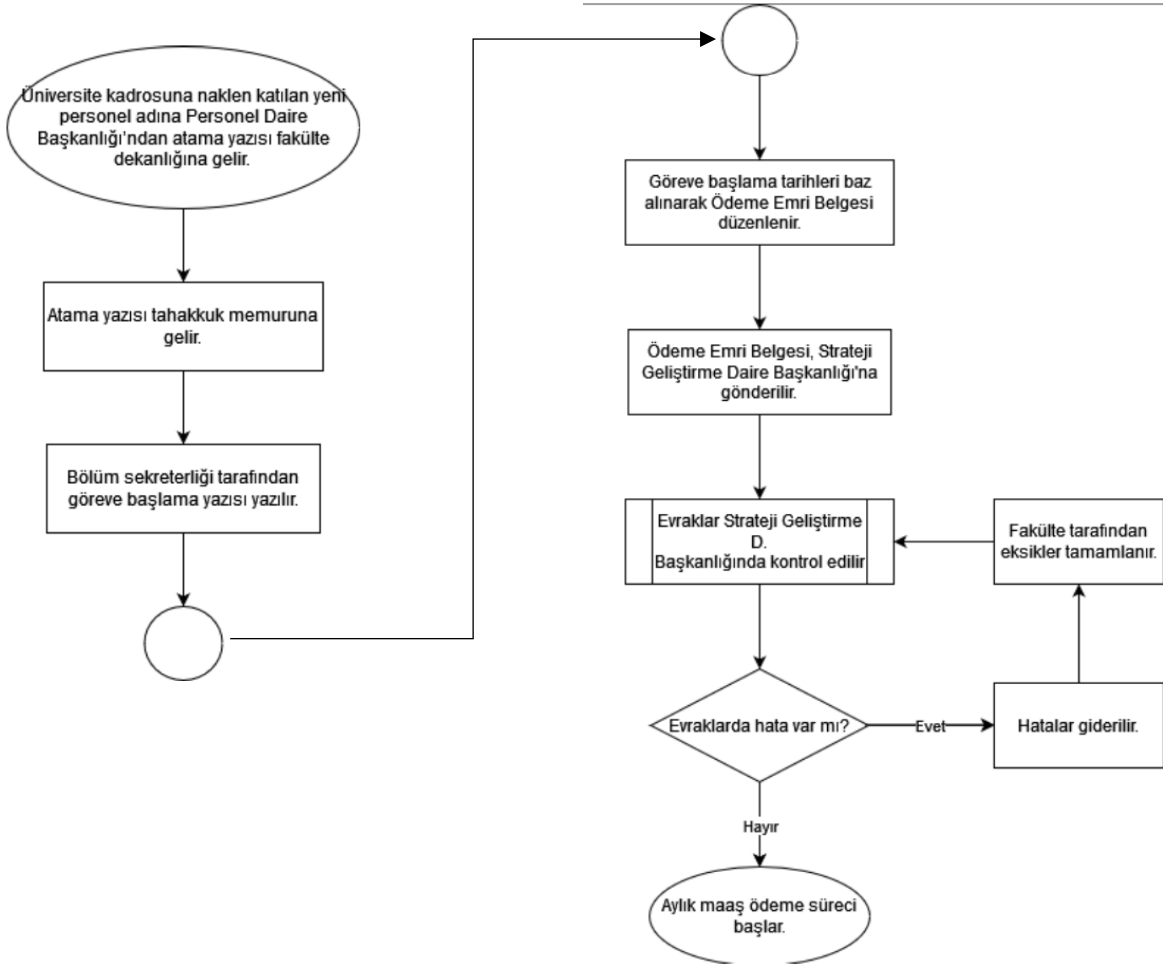 Üniversite kadrosuna naklen katılan yeni
personel adına Personel Daire
Başkanlığı'ndan atama yazısı fakülte
dekanlığına gelir.
Atama yazısı tahakkuk memuruna
gelir.
Bölüm sekreterliği tarafından
göreve başlama yazısı yazılır.
Göreve başlama tarihleri baz
alınarak Ödeme Emri Belgesi
düzenlenir.
Ödeme Emri Belgesi, Strateji
Geliştirme Daire Başkanlığı'na
gönderilir.
Evraklar Strateji Geliştirme
D.
Başkanlığında kontrol edilir
Fakülte tarafından
eksikler tamamlanır.
Evraklarda hata var mı?
Evet
Hatalar giderilir.
Hayır
Aylık maaş ödeme süreci
başlar.